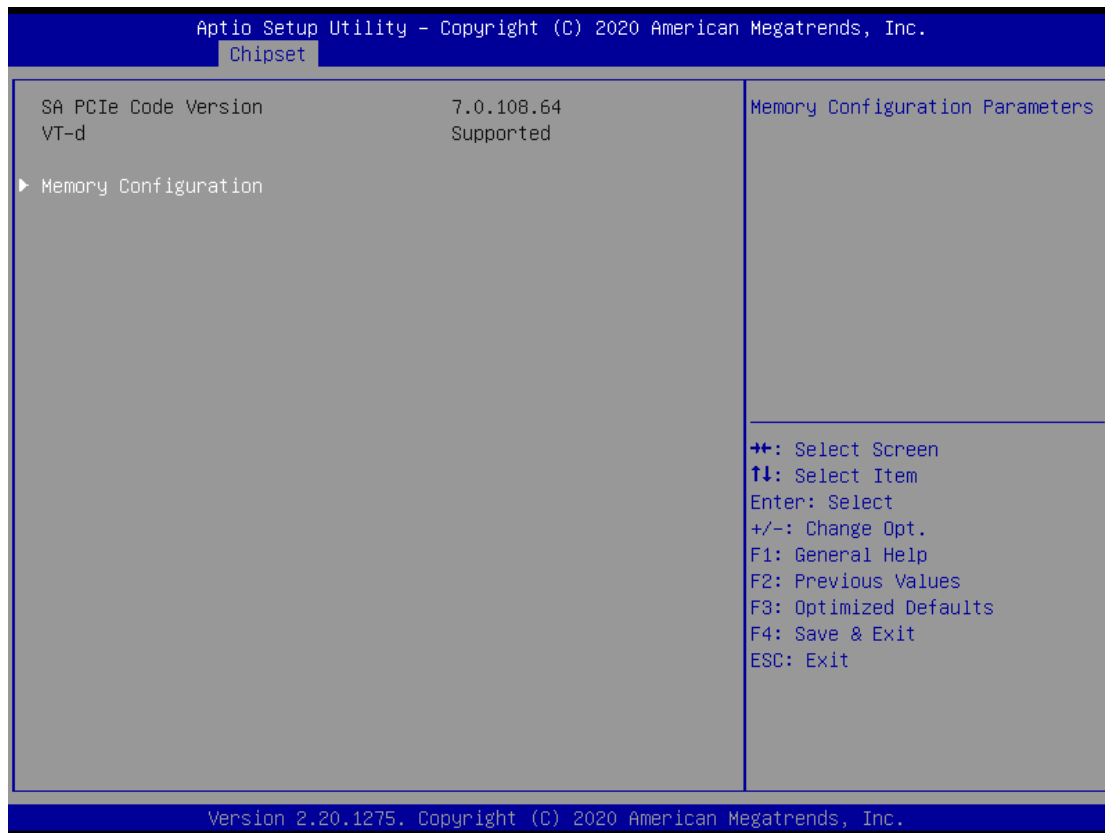 Aptio Setup Utility – Copyright (C) 2020 American Megatrends, Inc.
Chipset
SA PCIe Code Version 7.0.108.64
VT-d Supported
▶ Memory Configuration
Memory Configuration Parameters
→←: Select Screen
↑↓: Select Item
Enter: Select
+/-: Change Opt.
F1: General Help
F2: Previous Values
F3: Optimized Defaults
F4: Save & Exit
ESC: Exit
Version 2.20.1275. Copyright (C) 2020 American Megatrends, Inc.